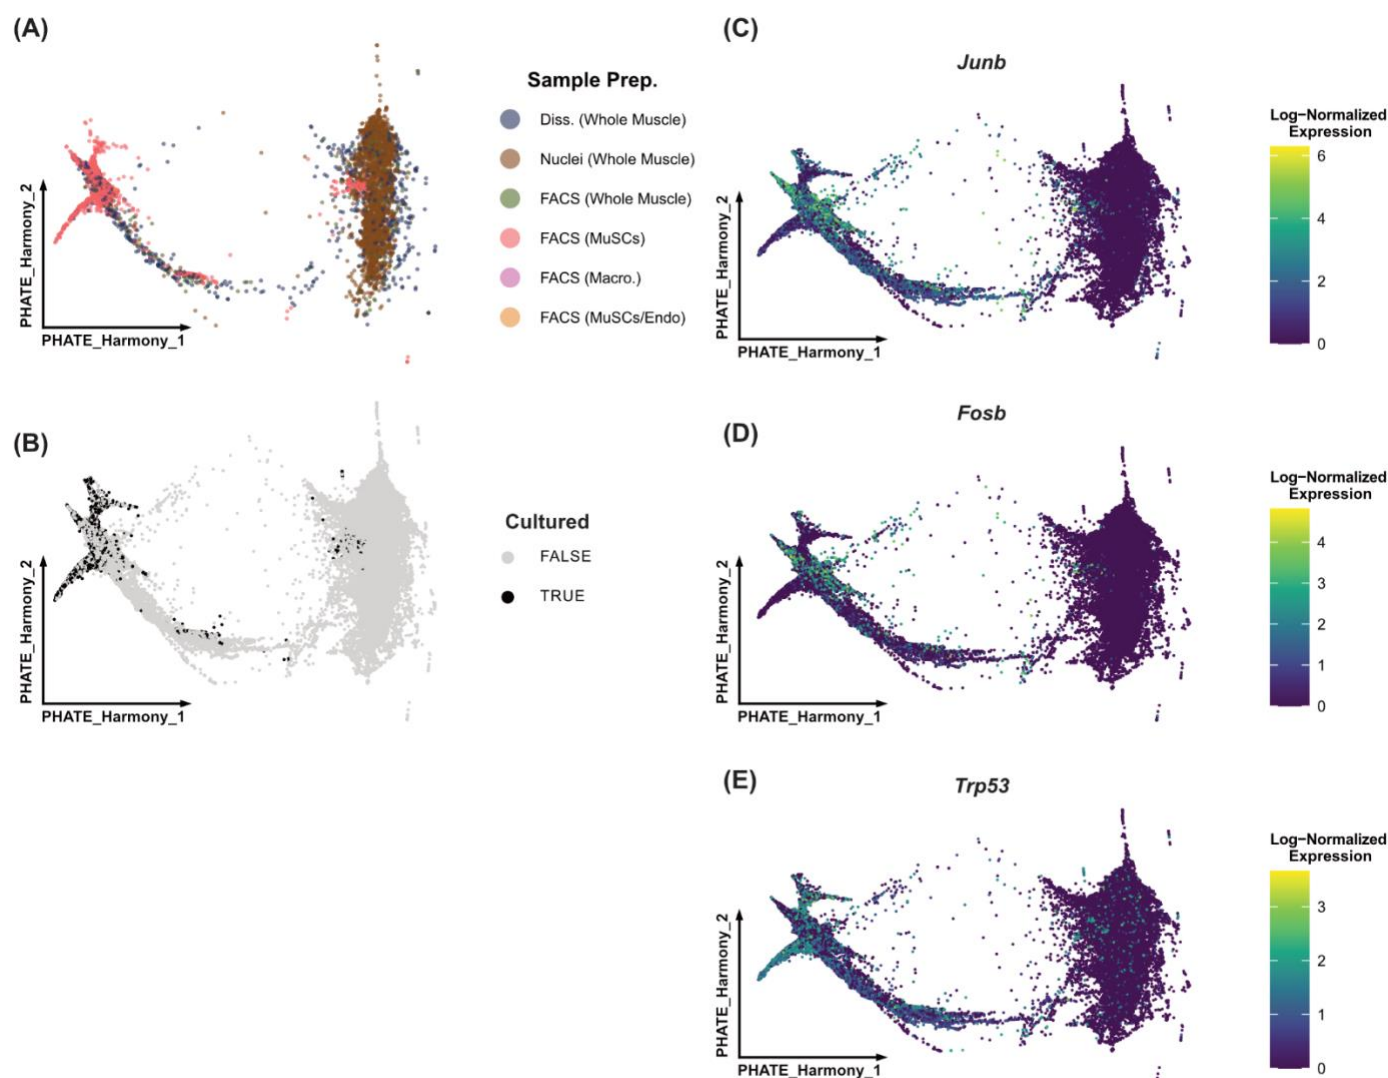 (A)
Sample Prep.
Diss. (Whole Muscle)
Nuclei (Whole Muscle)
FACS (Whole Muscle)
FACS (MuSCs)
FACS (Macro.)
FACS (MuSCs/Endo)
PHATE_Harmony_2
PHATE_Harmony_1
(B)
Cultured
FALSE
TRUE
PHATE_Harmony_2
PHATE_Harmony_1
(C)
Junb
Log-Normalized
Expression
6
4
2
0
PHATE_Harmony_2
PHATE_Harmony_1
(D)
Fosb
Log-Normalized
Expression
4
3
2
1
0
PHATE_Harmony_2
PHATE_Harmony_1
(E)
Trp53
Log-Normalized
Expression
3
2
1
0
PHATE_Harmony_2
PHATE_Harmony_1